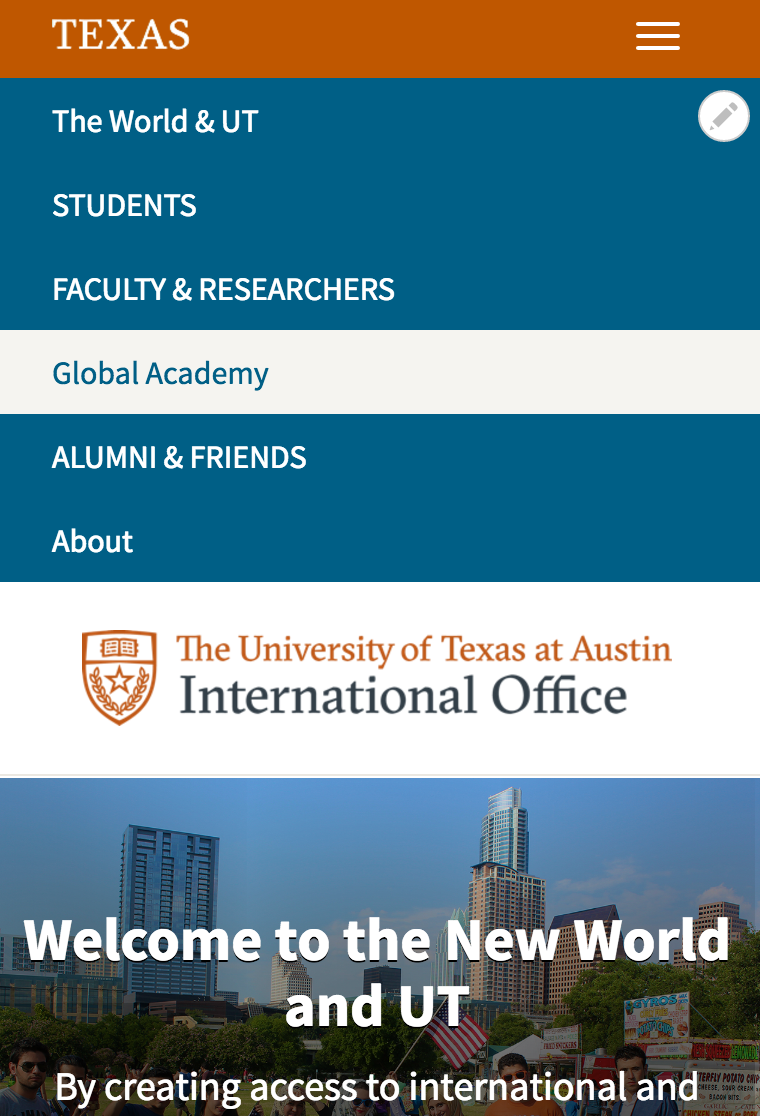 TEXAS
The World & UT
STUDENTS
FACULTY & RESEARCHERS
Global Academy
ALUMNI & FRIENDS
About
The University of Texas at Austin
International Office
Welcome to the New World
and UT
GYROS
By creating access to international and